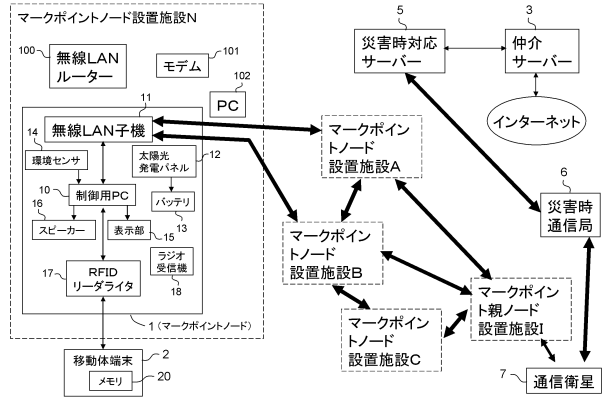 マークポイントノード設置施設N
100
無線LAN
ルーター
101
モデム
102
PC
11
無線LAN子機
14
環境センサ
太陽光
発電パネル
12
10
制御用PC
バッテリ
13
16
スピーカー
表示部
15
17
RFID
リーダライタ
ラジオ
受信機
18
1(マークポイントノード)
移動体端末
2
メモリ
20
マークポイン
トノード
設置施設A
マークポイン
トノード
設置施設B
マークポイン
トノード
設置施設C
マークポイン
ト親ノード
設置施設I
5
災害時対応
サーバー
3
仲介
サーバー
インターネット
6
災害時
通信局
7
通信衛星